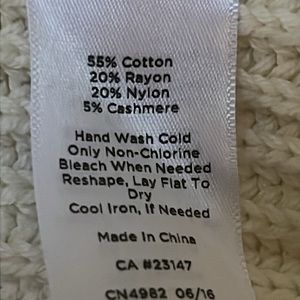 55% Cotton
20% Rayon
20% Nylon
5% Cashmere
Hand Wash Cold
Only Non-Chlorine
Bleach When Needed
Reshape, Lay Flat To
Dry
Cool Iron, If Needed
Made In China
CA #23147
CN4982 06/16